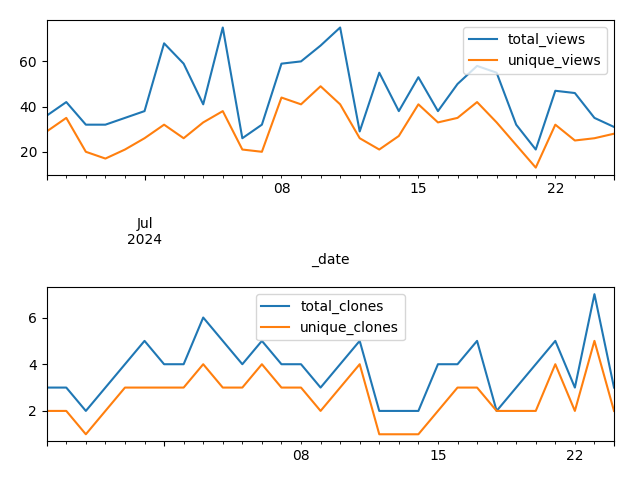 total_views
unique_views
60
40
20
08 15 22
Jul
2024
_date
total_clones
unique_clones
6
4
2
08 15 22